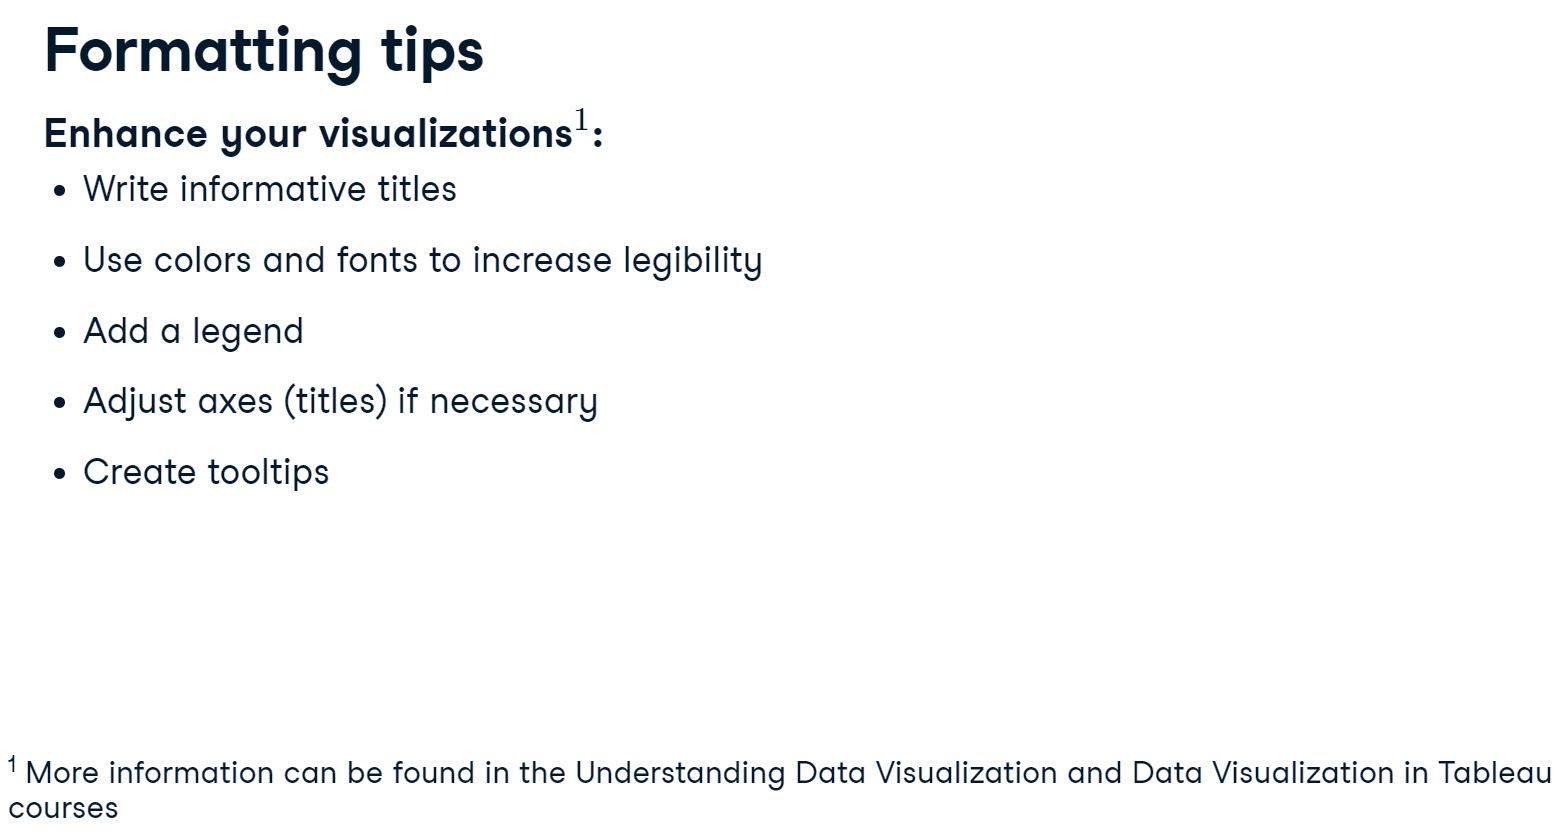 Formatting tips
Enhance your visualizations¹:
• Write informative titles
• Use colors and fonts to increase legibility
• Add a legend
• Adjust axes (titles) if necessary
• Create tooltips
¹ More information can be found in the Understanding Data Visualization and Data Visualization in Tableau
courses